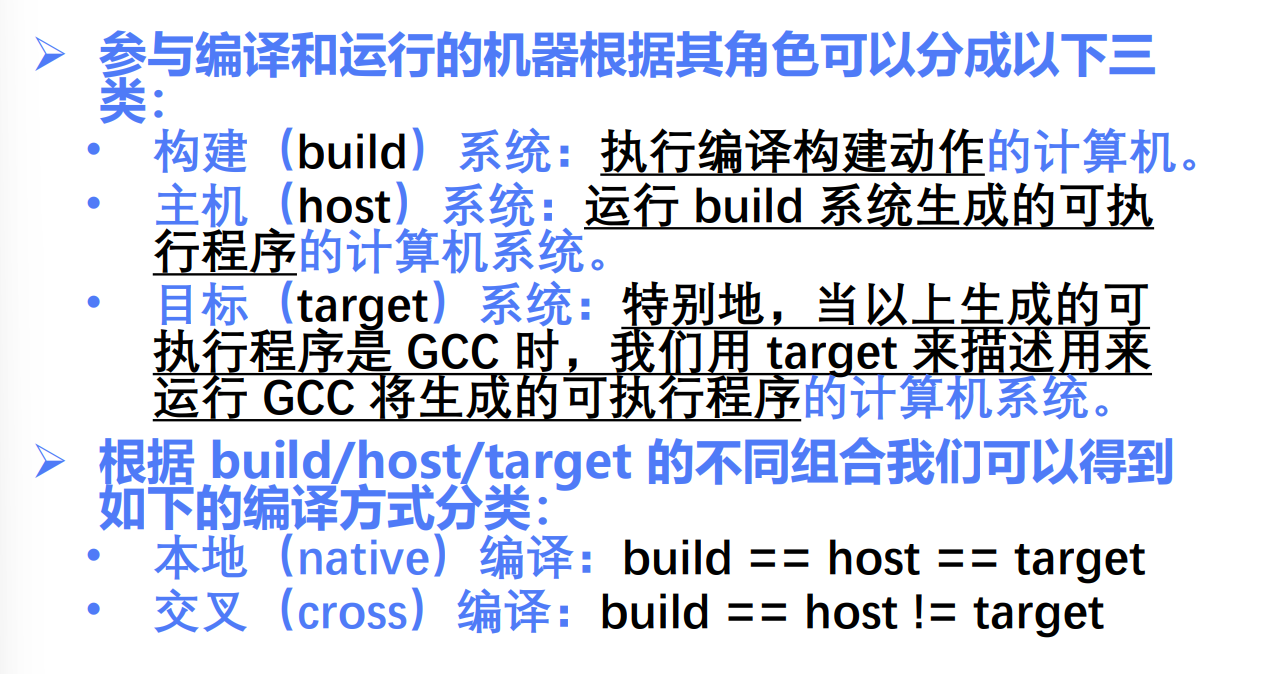 ➢ 参与编译和运行的机器根据其角色可以分成以下三
类：
• 构建（build）系统：执行编译构建动作的计算机。
• 主机（host）系统：运行 build 系统生成的可执
行程序的计算机系统。
• 目标（target）系统：特别地，当以上生成的可
执行程序是 GCC 时，我们用 target 来描述用来
运行 GCC 将生成的可执行程序的计算机系统。
➢ 根据 build/host/target 的不同组合我们可以得到
如下的编译方式分类：
• 本地（native）编译：build == host == target
• 交叉（cross）编译：build == host != target